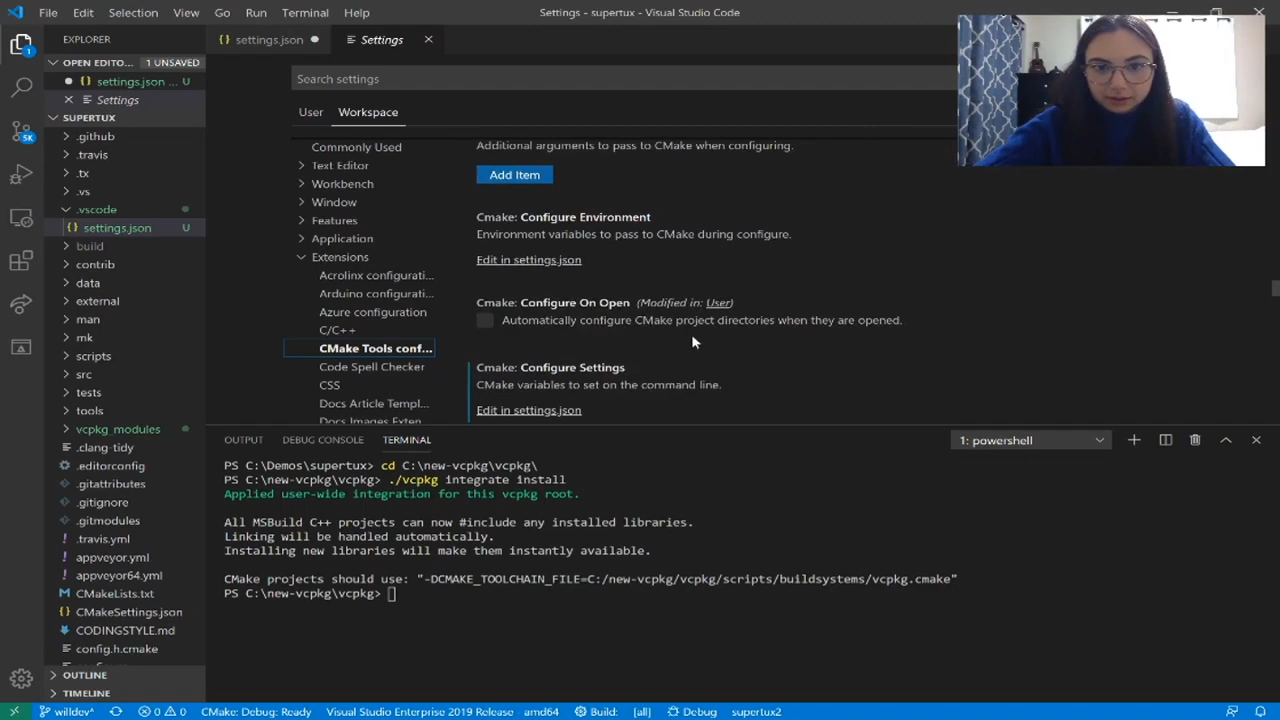 File Edit Selection View Go Run Terminal Help
Settings - supertux - Visual Studio Code
EXPLORER
OPEN EDITO... 1 UNSAVED
settings.json ... U
Settings
SUPERTUX
.github
.travis
.tx
.vs
.vscode
settings.json U
build
contrib
data
external
man
mk
scripts
src
tests
tools
vcpkg_modules
.clang-tidy
.editorconfig
.gitattributes
.gitignore
.gitmodules
.travis.yml
appveyor.yml
appveyor64.yml
CMakeLists.txt
CMakeSettings.json
CODINGSTYLE.md
config.h.cmake
OUTLINE
TIMELINE
1
5K
settings.json
Settings
Search settings
User Workspace
Commonly Used
Text Editor
Workbench
Window
Features
Application
Extensions
Acrolinx configurati...
Arduino configurati...
Azure configuration
C/C++
CMake Tools conf...
Code Spell Checker
CSS
Docs Article Templ...
Docs Images Exten...
Additional arguments to pass to CMake when configuring.
Add Item
Cmake: Configure Environment
Environment variables to pass to CMake during configure.
Edit in settings.json
Cmake: Configure On Open (Modified in: User)
Automatically configure CMake project directories when they are opened.
Cmake: Configure Settings
CMake variables to set on the command line.
Edit in settings.json
OUTPUT DEBUG CONSOLE TERMINAL
1: powershell
PS C:\Demos\supertux> cd C:\new-vcpkg\vcpkg\
PS C:\new-vcpkg\vcpkg> ./vcpkg integrate install
Applied user-wide integration for this vcpkg root.
All MSBuild C++ projects can now #include any installed libraries.
Linking will be handled automatically.
Installing new libraries will make them instantly available.
CMake projects should use: "-DCMAKE_TOOLCHAIN_FILE=C:/new-vcpkg/vcpkg/scripts/buildsystems/vcpkg.cmake"
PS C:\new-vcpkg\vcpkg>
willdev* 0 0 CMake: Debug: Ready Visual Studio Enterprise 2019 Release - amd64 Build: [all] Debug supertux2